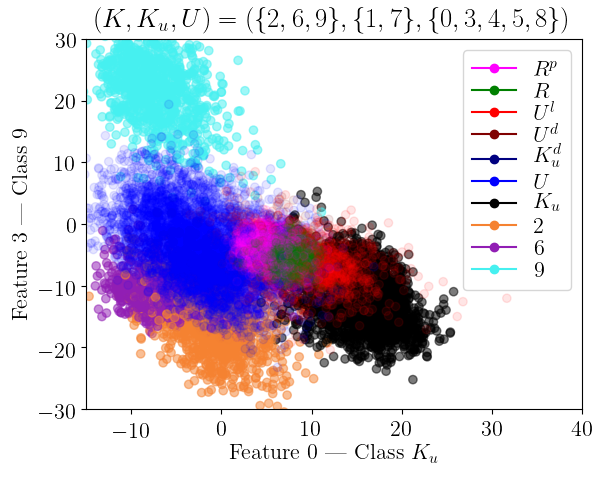 (K, K_u, U) = ({2, 6, 9}, {1, 7}, {0, 3, 4, 5, 8})
30
20
10
0
−10
−20
−30
Feature 3 — Class 9
R^p
R
U^l
U^d
K_u^d
U
K_u
2
6
9
−10
0
10
20
30
40
Feature 0 — Class K_u